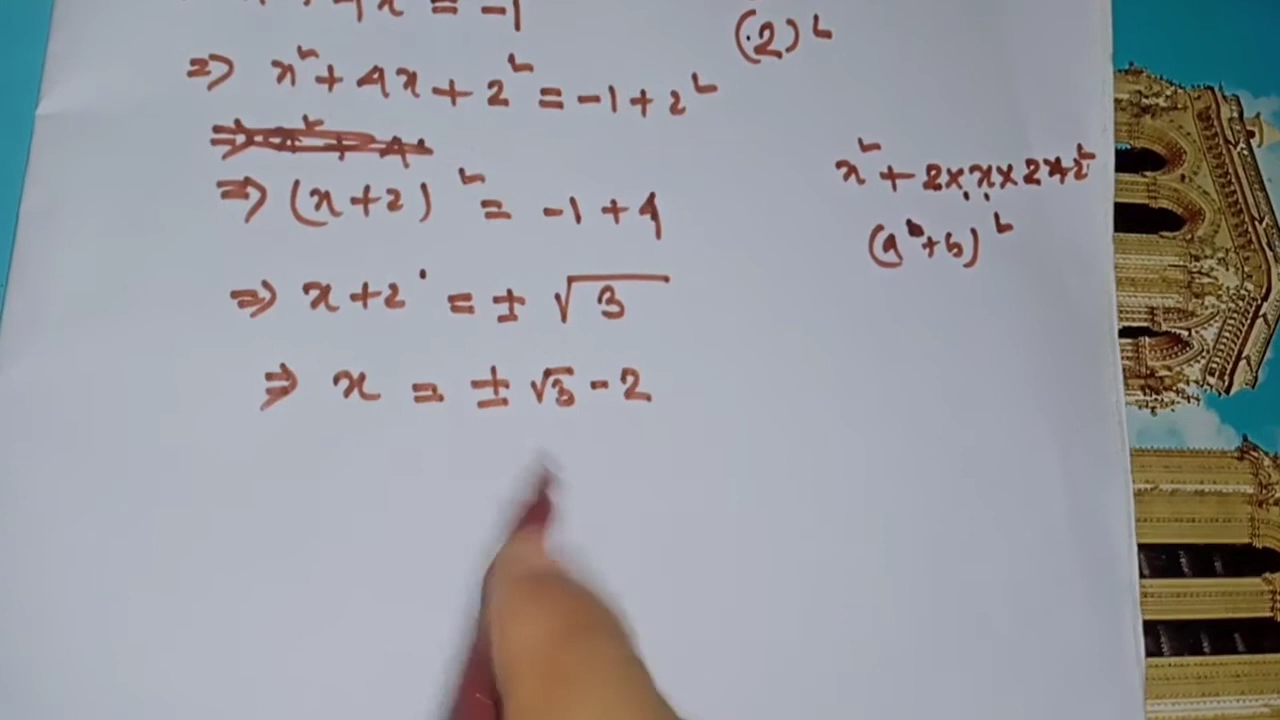 x = -1
⇒ x² + 4x + 2² = -1 + 2²
⇒ (x+2)² = -1 + 4
⇒ x+2 = ± √3
⇒ x = ± √3 - 2
(2)²
x² + 2×x×2+2²
(a+b)²